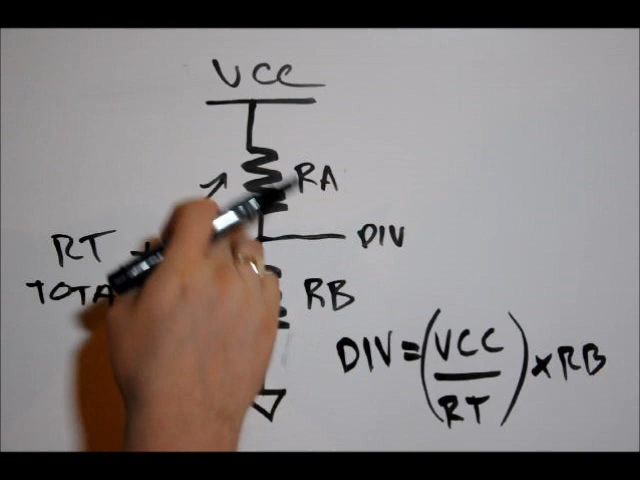 VCC
RA
DIV
RT
RB
DIV=(VCC/RT)×RB